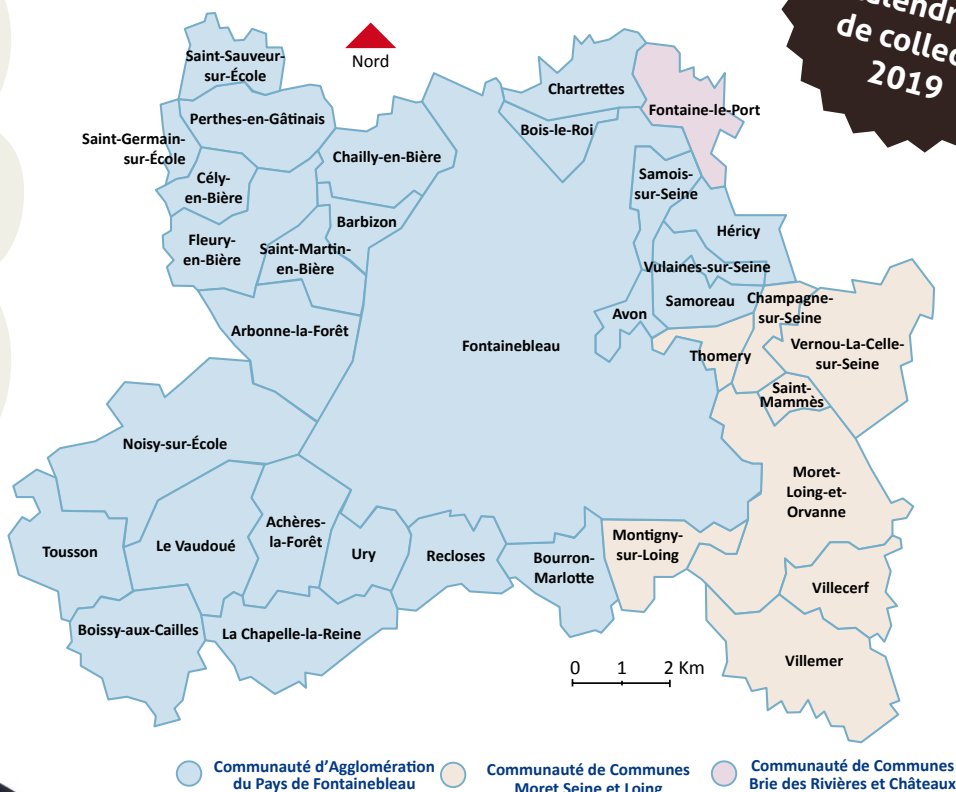 de collec
2019
Nord
Saint-Sauveur-
sur-École
Chartrettes
Fontaine-le-Port
Perthes-en-Gâtinais
Bois-le-Roi
Saint-Germain-
sur-École
Chailly-en-Bière
Cély-
en-Bière
Samois-
sur-Seine
Barbizon
Héricy
Fleury-
en-Bière
Saint-Martin-
en-Bière
Vulaines-sur-Seine
Samoreau
Champagne-
sur-Seine
Avon
Arbonne-la-Forêt
Fontainebleau
Thomery
Vernou-La-Celle-
sur-Seine
Saint-
Mammès
Noisy-sur-École
Moret-
Loing-et-
Orvanne
Tousson
Le Vaudoué
Achères-
la-Forêt
Ury
Recloses
Bourron-
Marlotte
Montigny-
sur-Loing
Villecerf
Boissy-aux-Cailles
La Chapelle-la-Reine
Villemer
0 1 2 Km
Communauté d'Agglomération
du Pays de Fontainebleau
Communauté de Communes
Moret Seine et Loing
Communauté de Communes
Brie des Rivières et Châteaux